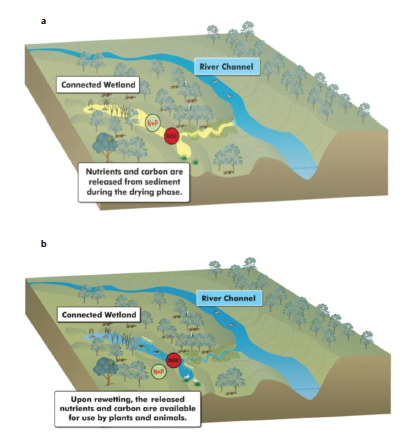 a
River Channel
Connected Wetland
N+P
DOC
Nutrients and carbon are
released from sediment
during the drying phase.
b
River Channel
Connected Wetland
DOC
N+P
Upon rewetting, the released
nutrients and carbon are available
for use by plants and animals.